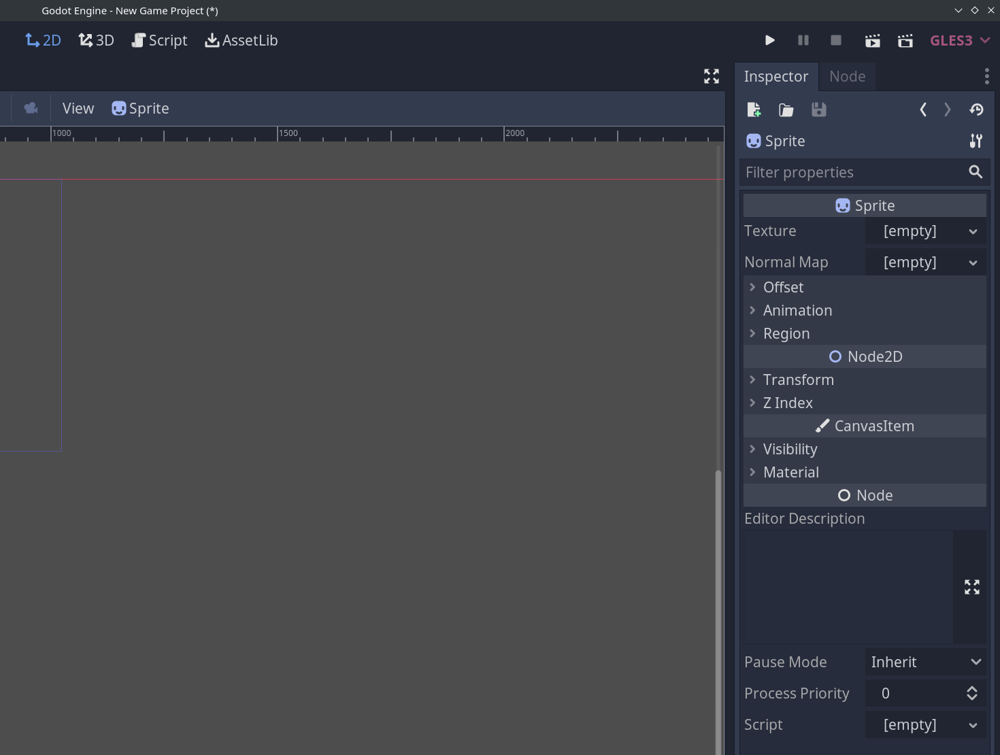 Godot Engine - New Game Project (*)
2D 3D Script AssetLib GLES3
Inspector Node
View Sprite
1000 1500 2000
Sprite
Filter properties
Sprite
Texture [empty]
Normal Map [empty]
Offset
Animation
Region
Node2D
Transform
Z Index
CanvasItem
Visibility
Material
Node
Editor Description
Pause Mode Inherit
Process Priority 0
Script [empty]